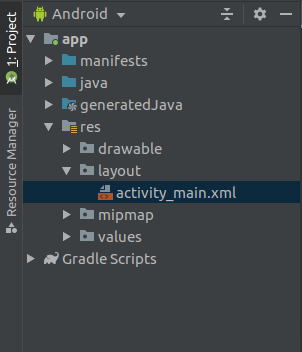 Android
1: Project
Resource Manager
app
manifests
java
generatedJava
res
drawable
layout
activity_main.xml
mipmap
values
Gradle Scripts